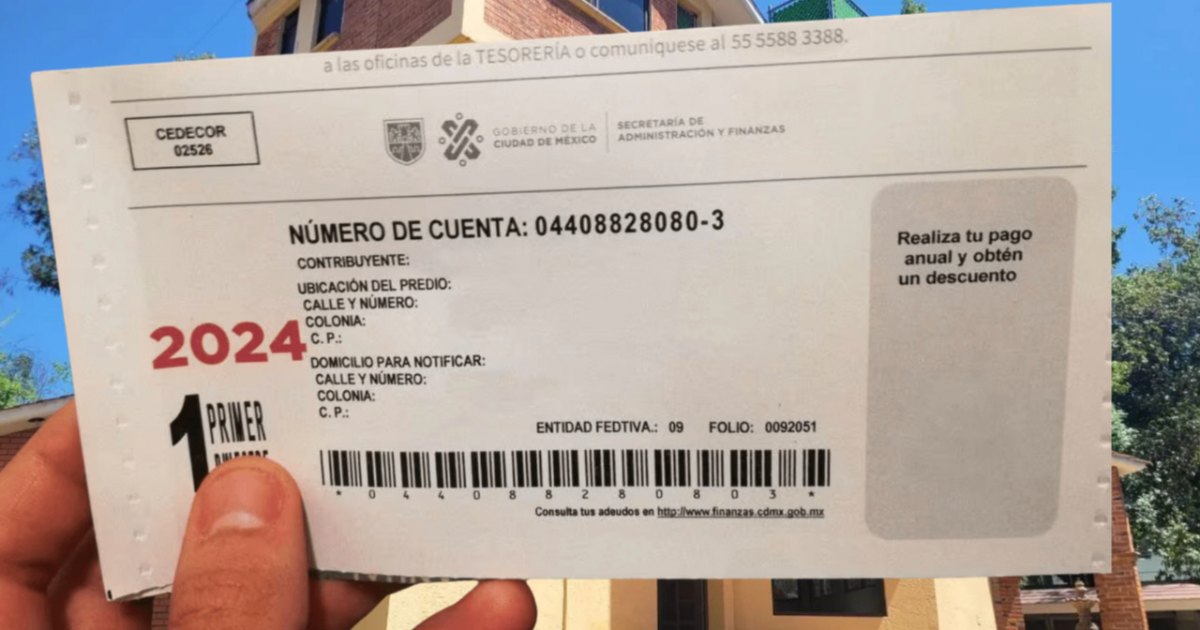 a las oficinas de la TESORERÍA o comuniquese al 55 5588 3388.
CEDECOR
02526
GOBIERNO DE LA
CIUDAD DE MÉXICO
SECRETARÍA DE
ADMINISTRACIÓN Y FINANZAS
NÚMERO DE CUENTA: 04408828080-3
CONTRIBUYENTE:
UBICACIÓN DEL PREDIO:
CALLE Y NÚMERO:
COLONIA:
C. P.:
DOMICILIO PARA NOTIFICAR:
CALLE Y NÚMERO:
COLONIA:
C. P.:
2024
1 PRIMER
Realiza tu pago
anual y obtén
un descuento
ENTIDAD FEDTIVA.: 09 FOLIO: 0092051
* 0 4 4 0 8 8 2 8 0 8 0 3 *
Consulta tus adeudos en http://www.finanzas.cdmx.gob.mx